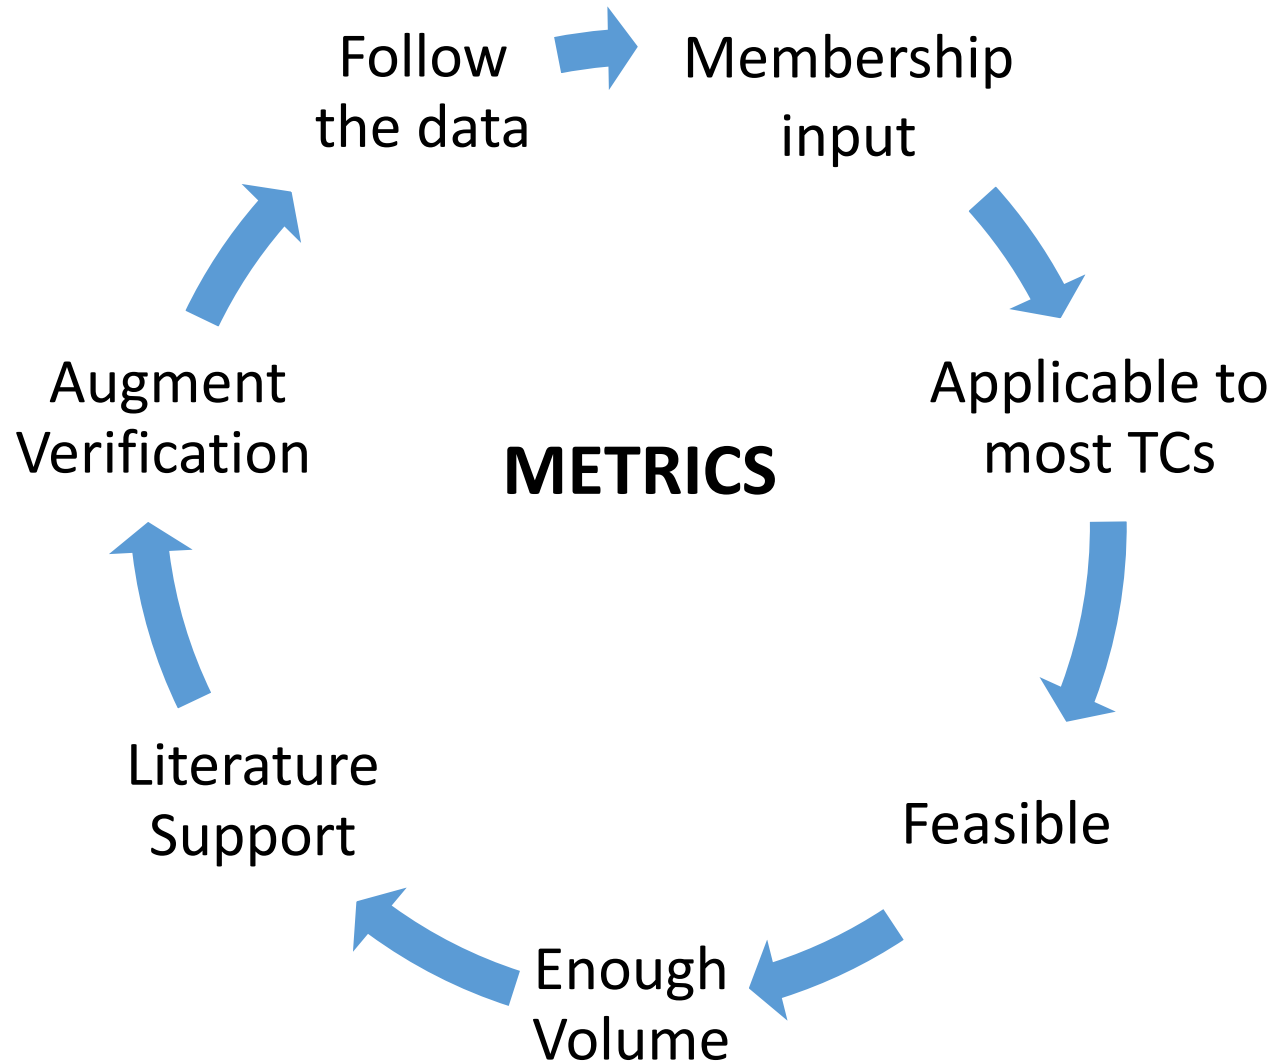 Follow
the data
Membership
input
Applicable to
most TCs
Feasible
Enough
Volume
Literature
Support
Augment
Verification
METRICS